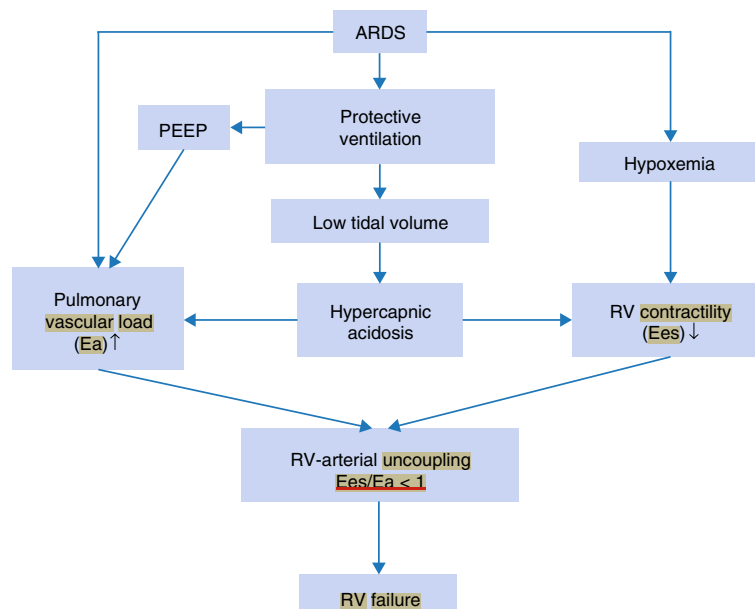 ARDS
Protective
ventilation
PEEP
Hypoxemia
Low tidal volume
Pulmonary
vascular load
(Ea) ↑
Hypercapnic
acidosis
RV contractility
(Ees) ↓
RV-arterial uncoupling
Ees/Ea < 1
RV failure